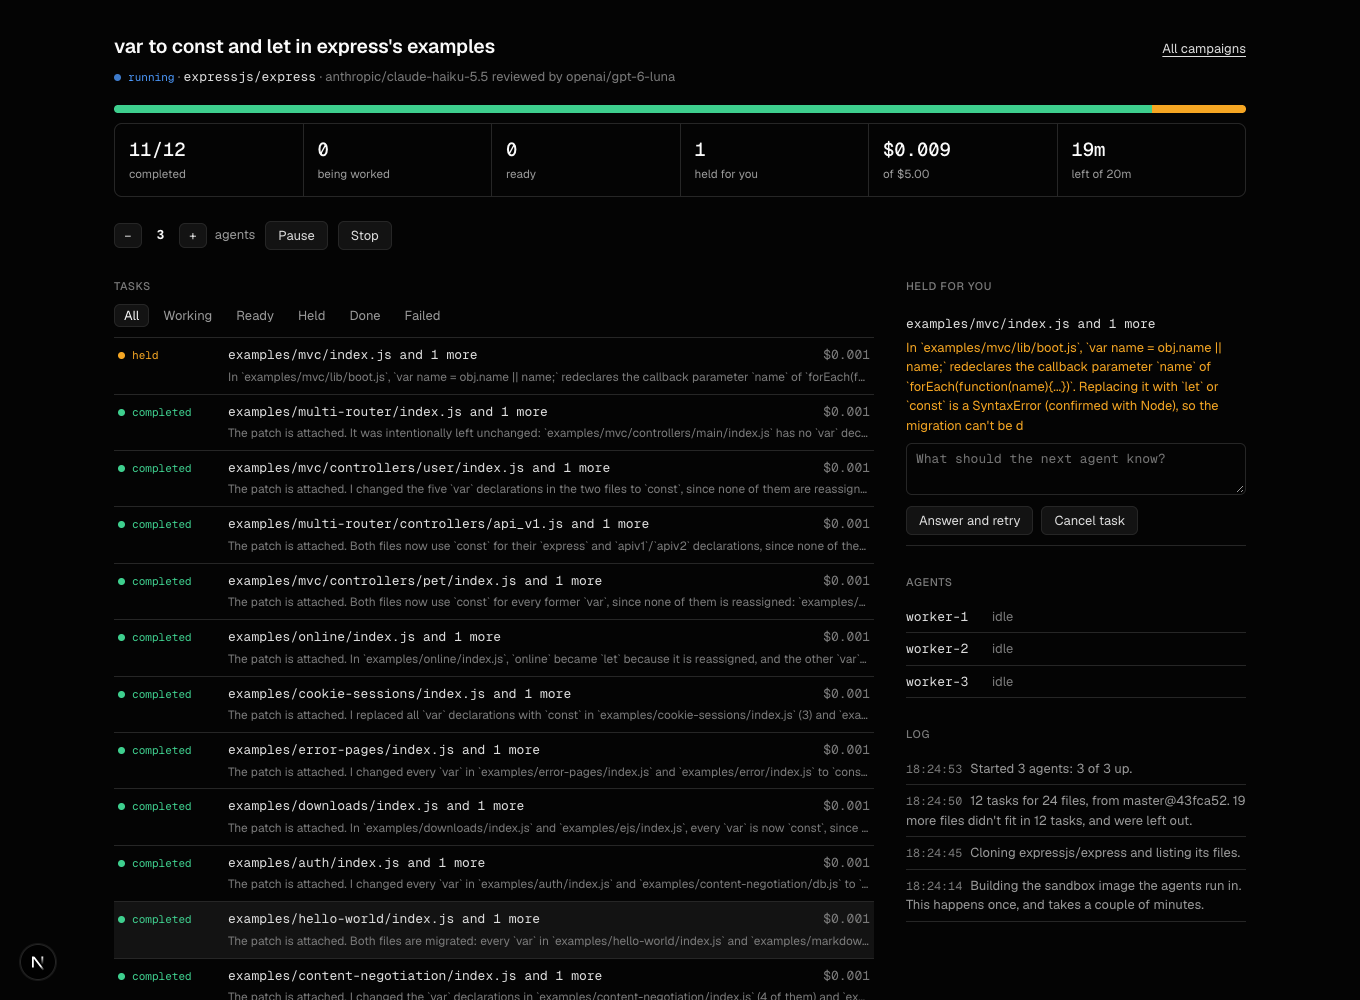 var to const and let in express's examples
All campaigns
running · expressjs/express · anthropic/claude-haiku-5.5 reviewed by openai/gpt-6-luna
11/12
completed
0
being worked
0
ready
1
held for you
$0.009
of $5.00
19m
left of 20m
− 3 + agents Pause Stop
TASKS
All Working Ready Held Done Failed
held examples/mvc/index.js and 1 more $0.001
In `examples/mvc/lib/boot.js`, `var name = obj.name || name;` redeclares the callback parameter `name` of `forEach(f…
completed examples/multi-router/index.js and 1 more $0.001
The patch is attached. It was intentionally left unchanged: `examples/mvc/controllers/main/index.js` has no `var` dec…
completed examples/mvc/controllers/user/index.js and 1 more $0.001
The patch is attached. I changed the five `var` declarations in the two files to `const`, since none of them are reassign…
completed examples/multi-router/controllers/api_v1.js and 1 more $0.001
The patch is attached. Both files now use `const` for their `express` and `apiv1`/`apiv2` declarations, since none of the…
completed examples/mvc/controllers/pet/index.js and 1 more $0.001
The patch is attached. Both files now use `const` for every former `var`, since none of them is reassigned: `examples/…
completed examples/online/index.js and 1 more $0.001
The patch is attached. In `examples/online/index.js`, `online` became `let` because it is reassigned, and the other `var`…
completed examples/cookie-sessions/index.js and 1 more $0.001
The patch is attached. I replaced all `var` declarations with `const` in `examples/cookie-sessions/index.js` (3) and `exa…
completed examples/error-pages/index.js and 1 more $0.001
The patch is attached. I changed every `var` in `examples/error-pages/index.js` and `examples/error/index.js` to `cons…
completed examples/downloads/index.js and 1 more $0.001
The patch is attached. In `examples/downloads/index.js` and `examples/ejs/index.js`, every `var` is now `const`, since …
completed examples/auth/index.js and 1 more $0.001
The patch is attached. I changed every `var` in `examples/auth/index.js` and `examples/content-negotiation/db.js` to `…
completed examples/hello-world/index.js and 1 more $0.001
The patch is attached. Both files are migrated: every `var` in `examples/hello-world/index.js` and `examples/markdow…
completed examples/content-negotiation/index.js and 1 more $0.001
The patch is attached. I changed the `var` declarations in `examples/content-negotiation/index.js` (4 of them) and `ex…
HELD FOR YOU
examples/mvc/index.js and 1 more
In `examples/mvc/lib/boot.js`, `var name = obj.name ||
name;` redeclares the callback parameter `name` of
`forEach(function(name){...})`. Replacing it with `let` or
`const` is a SyntaxError (confirmed with Node), so the
migration can't be d
What should the next agent know?
Answer and retry Cancel task
AGENTS
worker-1 idle
worker-2 idle
worker-3 idle
LOG
18:24:53 Started 3 agents: 3 of 3 up.
18:24:50 12 tasks for 24 files, from master@43fca52. 19
more files didn't fit in 12 tasks, and were left out.
18:24:45 Cloning expressjs/express and listing its files.
18:24:14 Building the sandbox image the agents run in.
This happens once, and takes a couple of minutes.
N